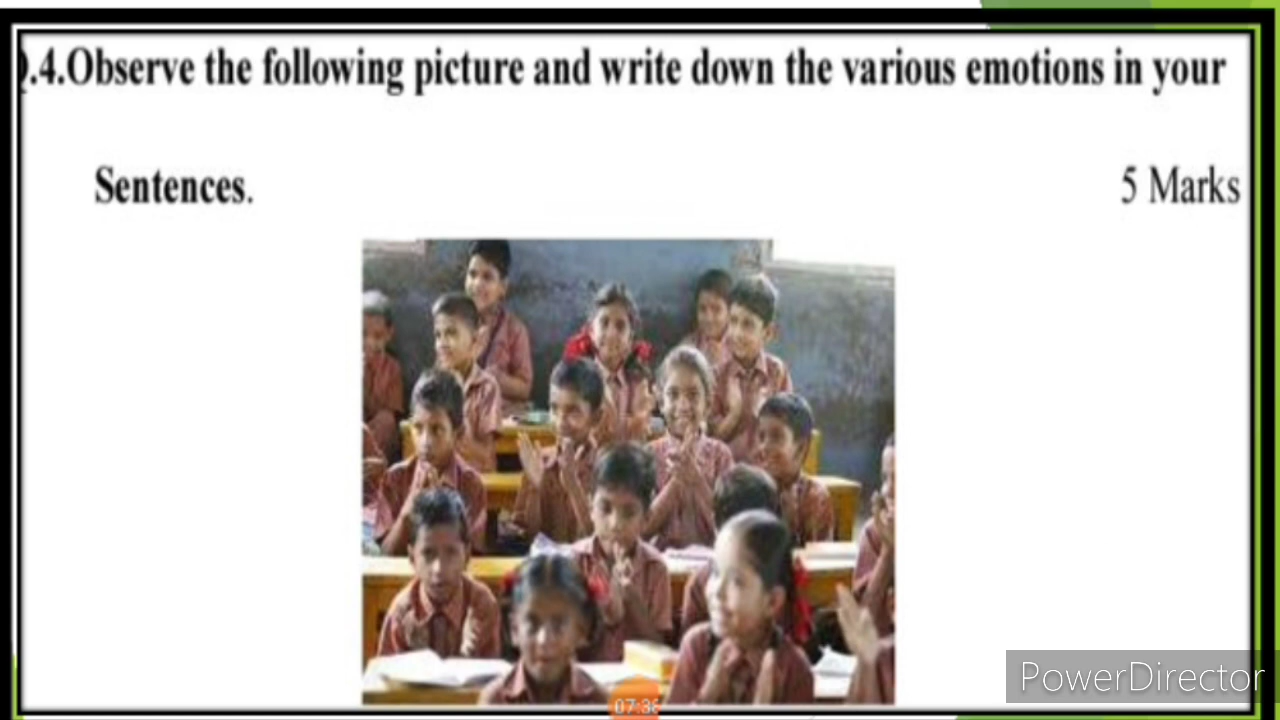 .4.Observe the following picture and write down the various emotions in your
Sentences. 5 Marks
PowerDirector